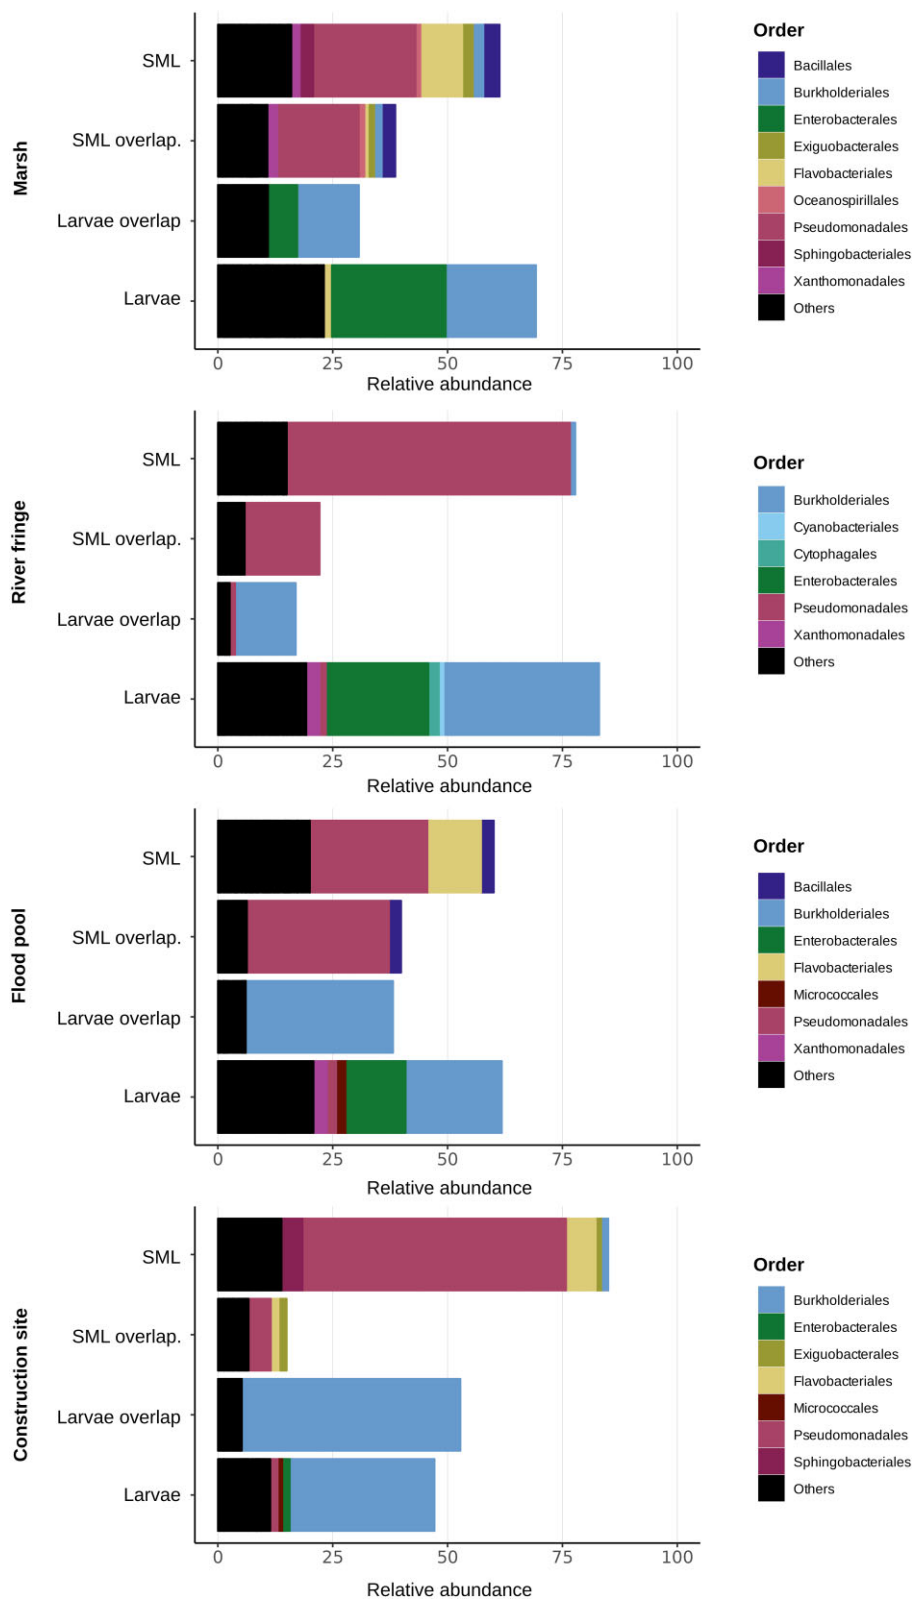 Marsh
SML
SML overlap.
Larvae overlap
Larvae
0 25 50 75 100
Relative abundance
Order
Bacillales
Burkholderiales
Enterobacterales
Exiguobacterales
Flavobacteriales
Oceanospirillales
Pseudomonadales
Sphingobacteriales
Xanthomonadales
Others
River fringe
SML
SML overlap.
Larvae overlap
Larvae
0 25 50 75 100
Relative abundance
Order
Burkholderiales
Cyanobacteriales
Cytophagales
Enterobacterales
Pseudomonadales
Xanthomonadales
Others
Flood pool
SML
SML overlap.
Larvae overlap
Larvae
0 25 50 75 100
Relative abundance
Order
Bacillales
Burkholderiales
Enterobacterales
Flavobacteriales
Micrococcales
Pseudomonadales
Xanthomonadales
Others
Construction site
SML
SML overlap.
Larvae overlap
Larvae
0 25 50 75 100
Relative abundance
Order
Burkholderiales
Enterobacterales
Exiguobacterales
Flavobacteriales
Micrococcales
Pseudomonadales
Sphingobacteriales
Others